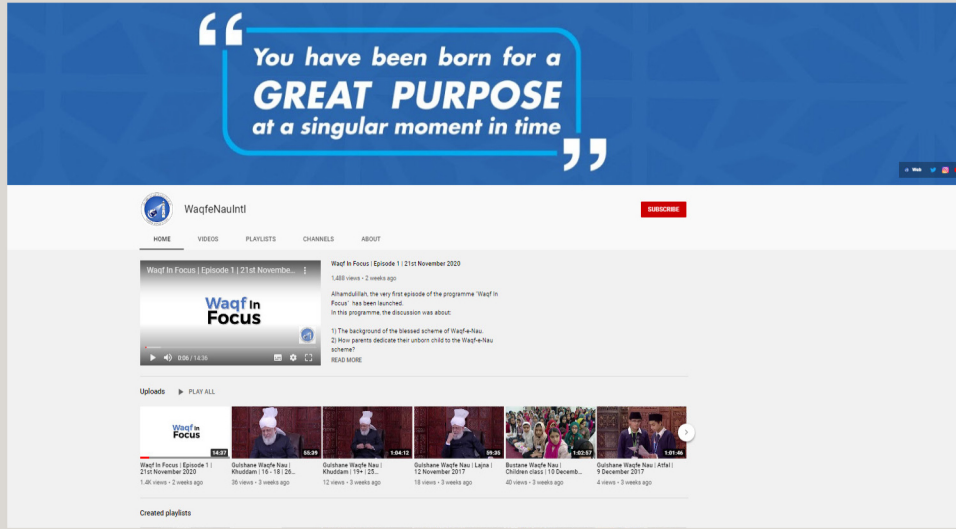 You have been born for a
GREAT PURPOSE
at a singular moment in time
Web
WaqfeNauIntl
SUBSCRIBE
HOME VIDEOS PLAYLISTS CHANNELS ABOUT
Waqf In Focus | Episode 1 | 21st Novembe...
Waqf In
Focus
0:06 / 14:36
Waqf In Focus | Episode 1 | 21st November 2020
1,488 views • 2 weeks ago
Alhamdulillah, the very first episode of the programme 'Waqf In
Focus' has been launched.
In this programme, the discussion was about:
1) The background of the blessed scheme of Waqf-e-Nau.
2) How parents dedicate their unborn child to the Waqf-e-Nau
scheme?
READ MORE
Uploads PLAY ALL
Waqf In
Focus
14:37
55:39
1:04:12
59:35
1:02:57
1:01:46
Waqf In Focus | Episode 1 |
21st November 2020
1.4K views • 2 weeks ago
Gulshane Waqfe Nau |
Khuddam | 16 - 18 | 26...
36 views • 3 weeks ago
Gulshane Waqfe Nau |
Khuddam | 19+ | 25...
12 views • 3 weeks ago
Gulshane Waqfe Nau | Lajna |
12 November 2017
18 views • 3 weeks ago
Bustane Waqfe Nau |
Children class | 10 Decemb...
40 views • 3 weeks ago
Gulshane Waqfe Nau | Atfal |
9 December 2017
4 views • 3 weeks ago
Created playlists